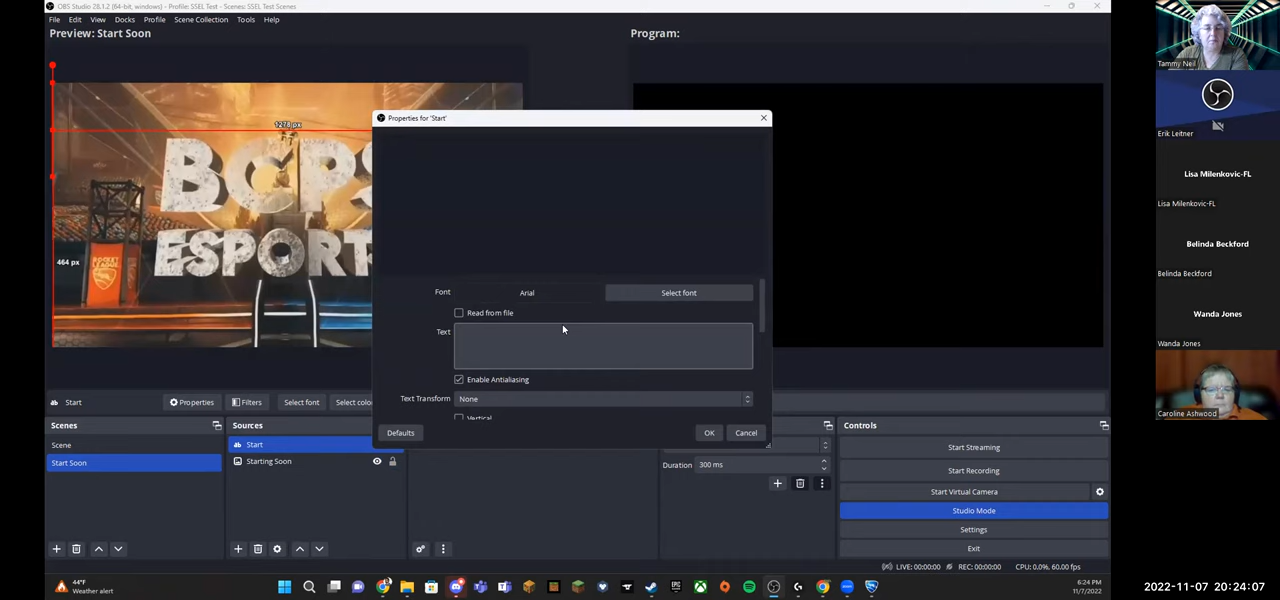 OBS Studio 28.1.2 (64-bit, windows) - Profile: SSEL Test - Scenes: SSEL Test Scenes
File Edit View Docks Profile Scene Collection Tools Help
Preview: Start Soon
Program:
1278 px
464 px
BCPS
ESPORT
ROCKET LEAGUE
Properties for 'Start'
Font Arial Select font
Read from file
Text
Enable Antialiasing
Text Transform None
Vertical
Defaults OK Cancel
Start Properties Filters Select font Select colo
Scenes
Scene
Start Soon
Sources
Start
Starting Soon
Duration 300 ms
Controls
Start Streaming
Start Recording
Start Virtual Camera
Studio Mode
Settings
Exit
LIVE: 00:00:00 REC: 00:00:00 CPU: 0.0%, 60.00 fps
44°F
Weather alert
6:24 PM
11/7/2022
Tammy Neil
Erik Leitner
Lisa Milenkovic-FL
Lisa Milenkovic-FL
Belinda Beckford
Belinda Beckford
Wanda Jones
Wanda Jones
Caroline Ashwood
2022-11-07 20:24:07